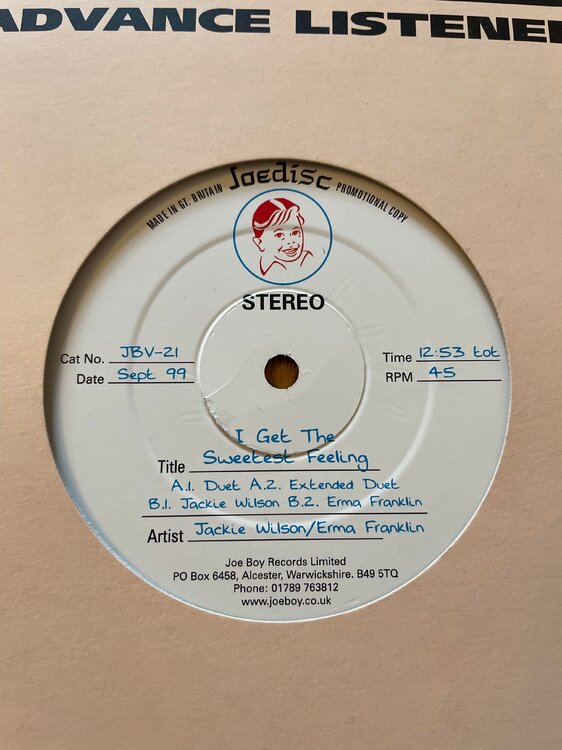 ADVANCE LISTENE
MADE IN GT. BRITAIN Joedisc PROMOTIONAL COPY
STEREO
Cat No. JBV-21
Date Sept 99
Time 12:53 tot
RPM 45
I Get The
Title Sweetest Feeling
A.1. Duet A.2. Extended Duet
B.1. Jackie Wilson B.2. Erma Franklin
Artist Jackie Wilson/Erma Franklin
Joe Boy Records Limited
PO Box 6458, Alcester, Warwickshire. B49 5TQ
Phone: 01789 763812
www.joeboy.co.uk